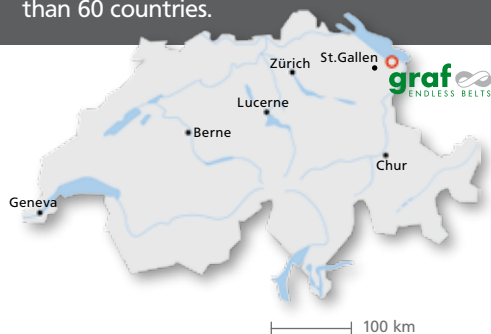 than 60 countries.
Zürich
St.Gallen
graf
ENDLESS BELTS
Lucerne
Berne
Chur
Geneva
100 km